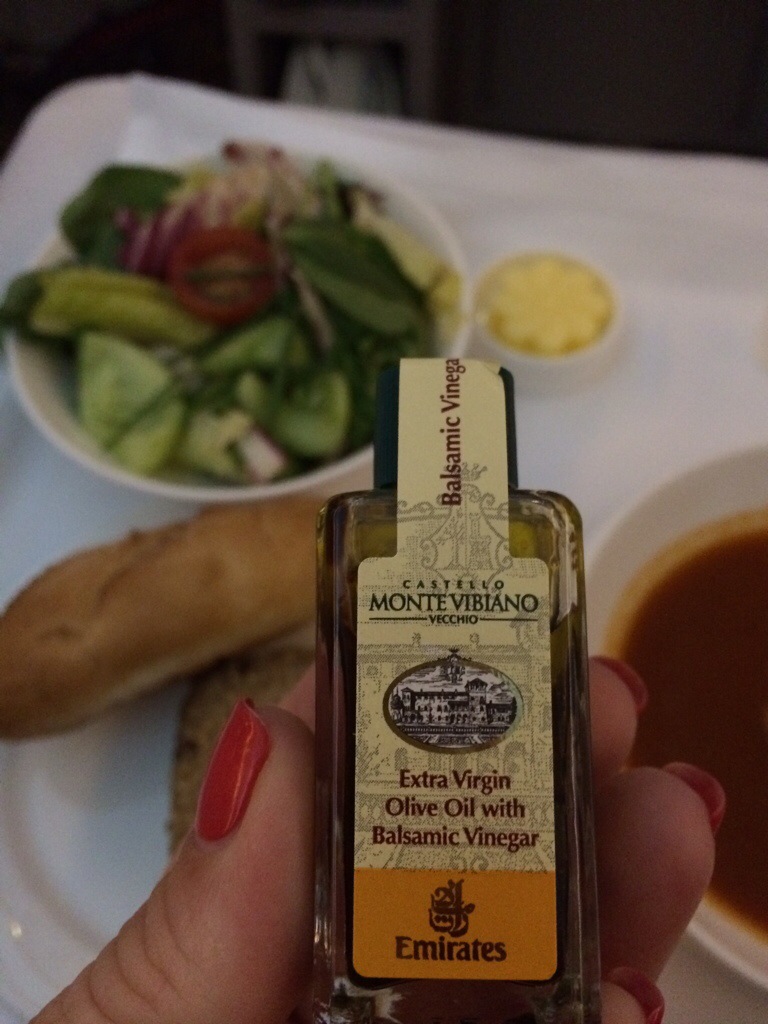 Balsamic Vinega
CASTELLO
MONTE VIBIANO
VECCHIO
Extra Virgin
Olive Oil with
Balsamic Vinegar
Emirates